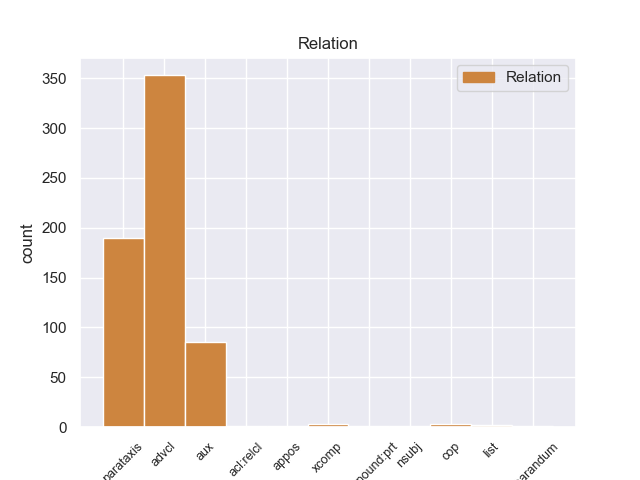 Relation
Relation
count
350
300
250
200
150
100
50
0
parataxis
advcl
aux
acl:relcl
appos
xcomp
nsubj
cop
list